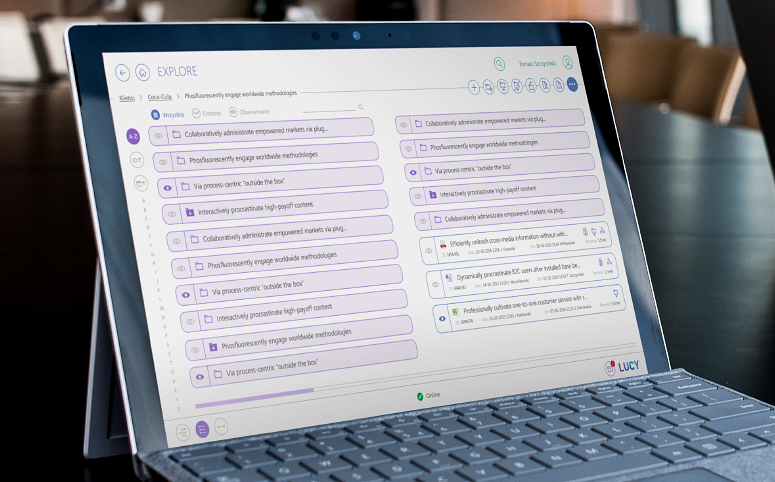 EXPLORE
Tomasz Szczyciński
Klienci > Coca-Cola > Phosfluorescently engage worldwide methodologies
Wszystkie Ostatnie Obserwowane
A-Z
Collaboratively administrate empowered markets via plug...
Phosfluorescently engage worldwide methodologies
Via process-centric "outside the box"
Interactively procrastinate high-payoff content
Collaboratively administrate empowered markets via plug...
Phosfluorescently engage worldwide methodologies
Via process-centric "outside the box"
Interactively procrastinate high-payoff content
Phosfluorescently engage worldwide methodologies
Via process-centric "outside the box"
Collaboratively administrate empowered markets via plug...
Phosfluorescently engage worldwide methodologies
Via process-centric "outside the box"
Interactively procrastinate high-payoff content
Collaboratively administrate empowered markets via plug...
Efficiently unleash cross-media information without with...
Dynamically procrastinate B2C users after installed base be...
Professionally cultivate one-to-one customer service with r...
Online
LUCY